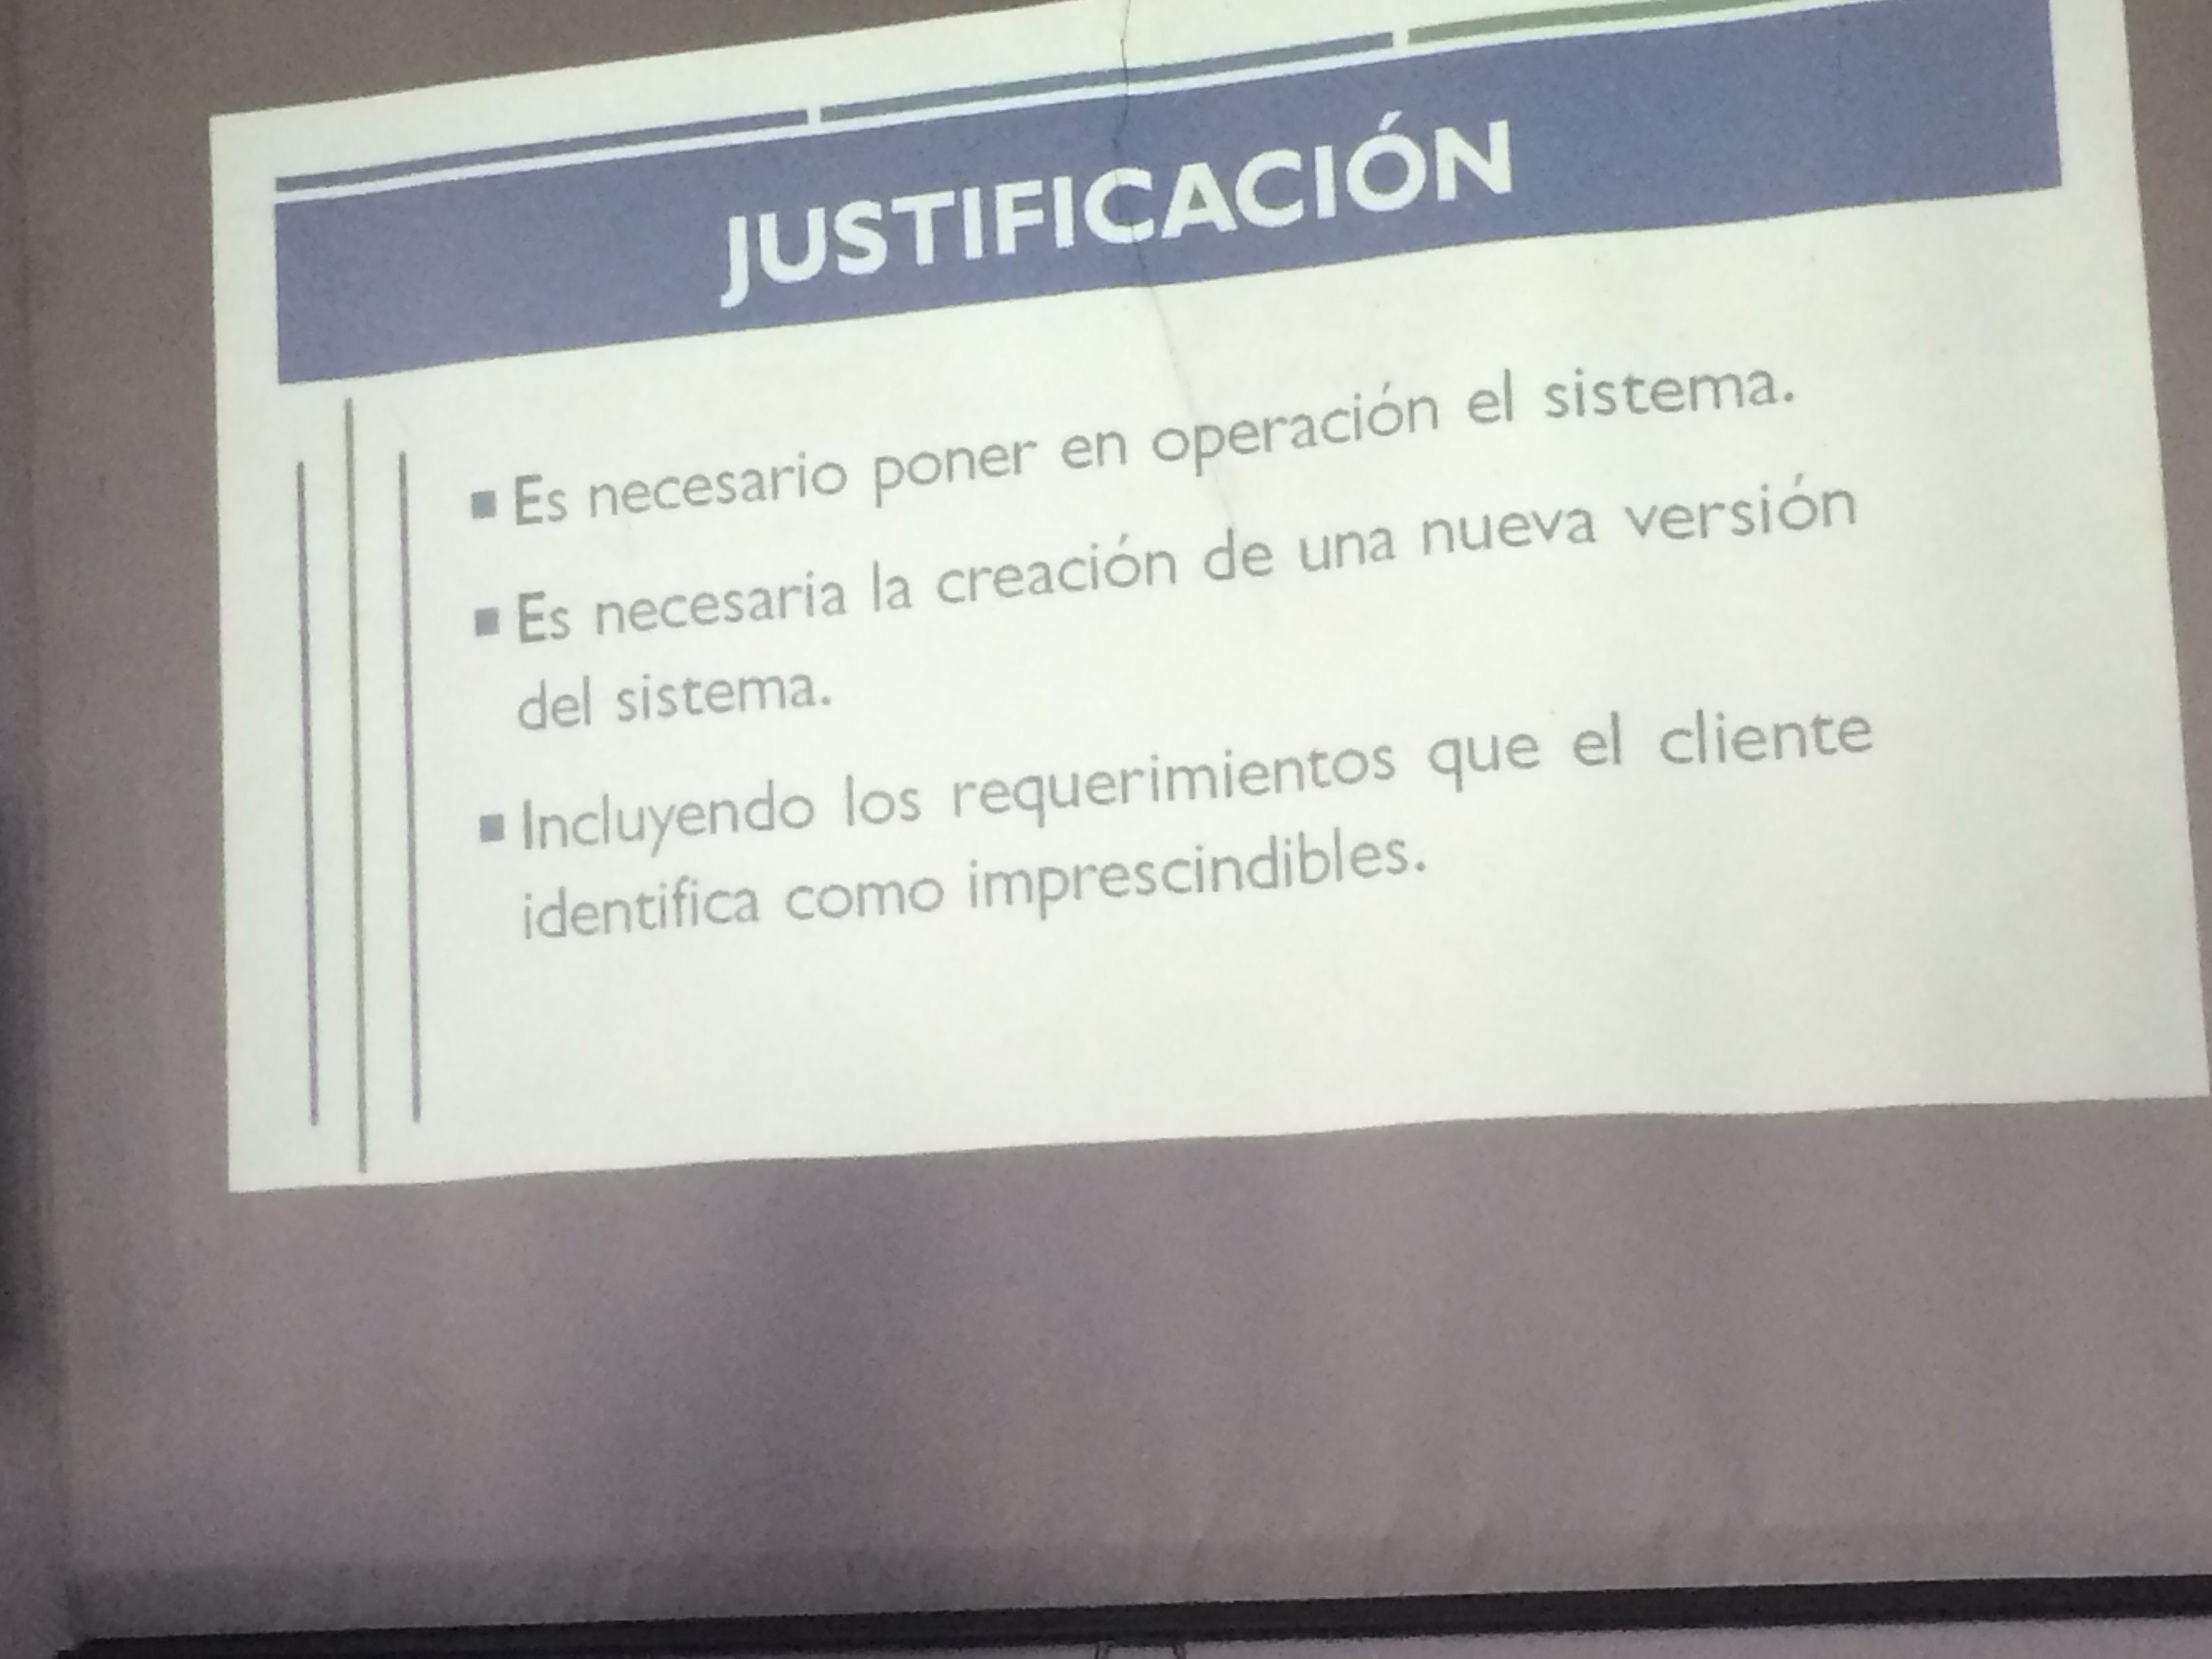 JUSTIFICACIÓN
▪ Es necesario poner en operación el sistema.
▪ Es necesaria la creación de una nueva versión
del sistema.
▪ Incluyendo los requerimientos que el cliente
identifica como imprescindibles.